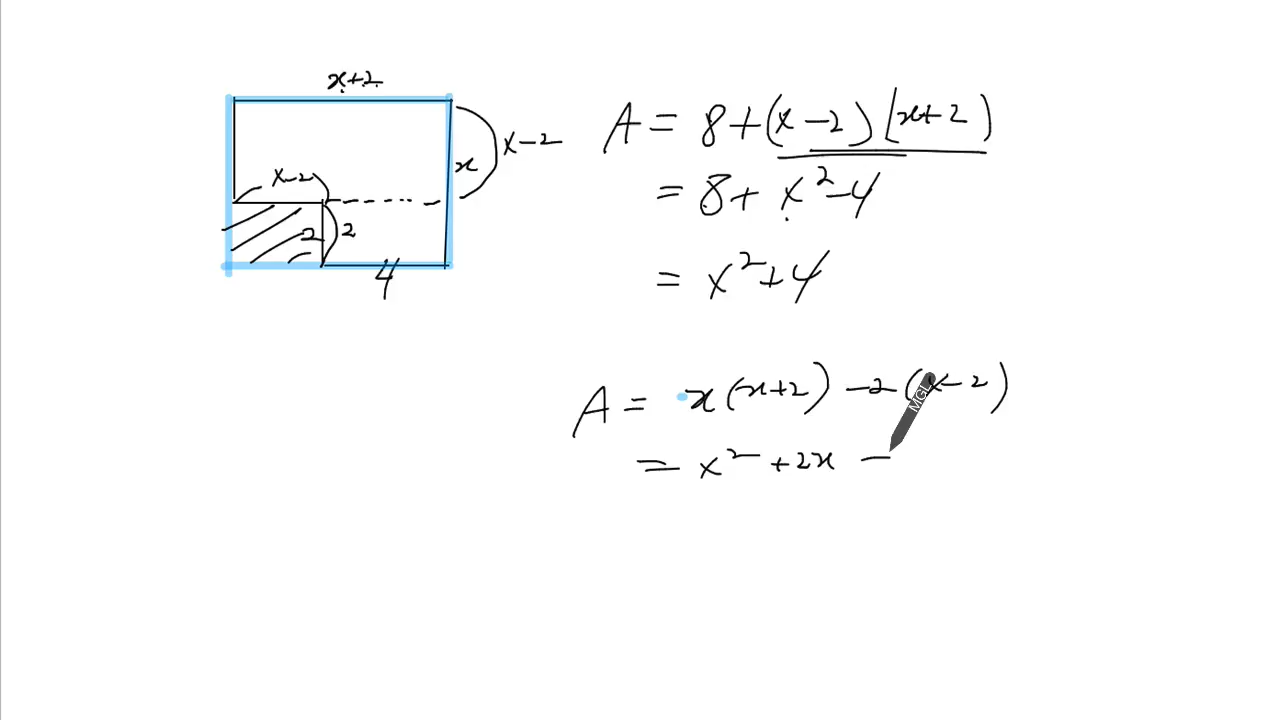 x+2
x-2
x
x-2
2
2
4
A = 8+(x-2)(x+2)
= 8+ x²-4
= x²+4
A = x(x+2) -2(x-2)
= x² +2x -
MGL